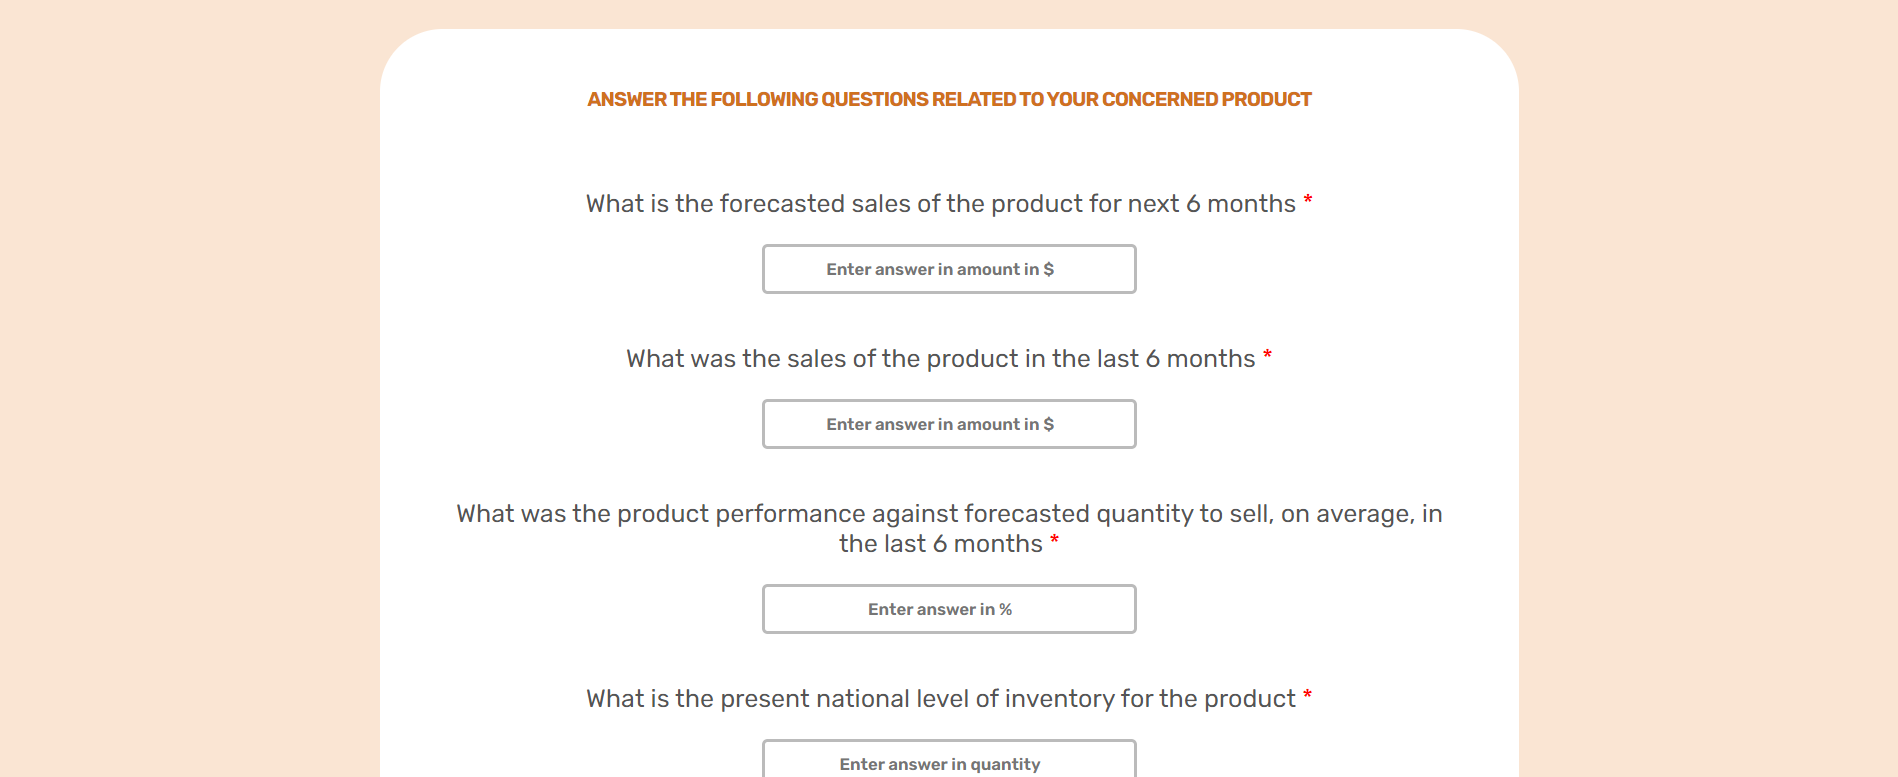 ANSWER THE FOLLOWING QUESTIONS RELATED TO YOUR CONCERNED PRODUCT
What is the forecasted sales of the product for next 6 months *
Enter answer in amount in $
What was the sales of the product in the last 6 months *
Enter answer in amount in $
What was the product performance against forecasted quantity to sell, on average, in
the last 6 months *
Enter answer in %
What is the present national level of inventory for the product *
Enter answer in quantity